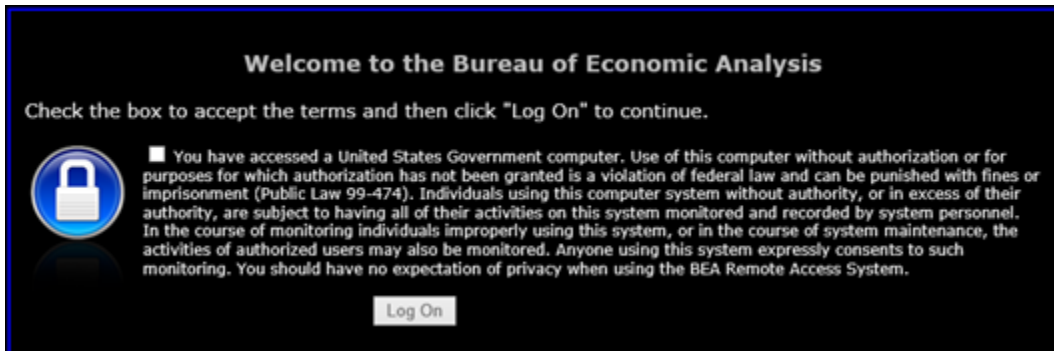 Welcome to the Bureau of Economic Analysis
Check the box to accept the terms and then click "Log On" to continue.
You have accessed a United States Government computer. Use of this computer without authorization or for
purposes for which authorization has not been granted is a violation of federal law and can be punished with fines or
imprisonment (Public Law 99-474). Individuals using this computer system without authority, or in excess of their
authority, are subject to having all of their activities on this system monitored and recorded by system personnel.
In the course of monitoring individuals improperly using this system, or in the course of system maintenance, the
activities of authorized users may also be monitored. Anyone using this system expressly consents to such
monitoring. You should have no expectation of privacy when using the BEA Remote Access System.
Log On